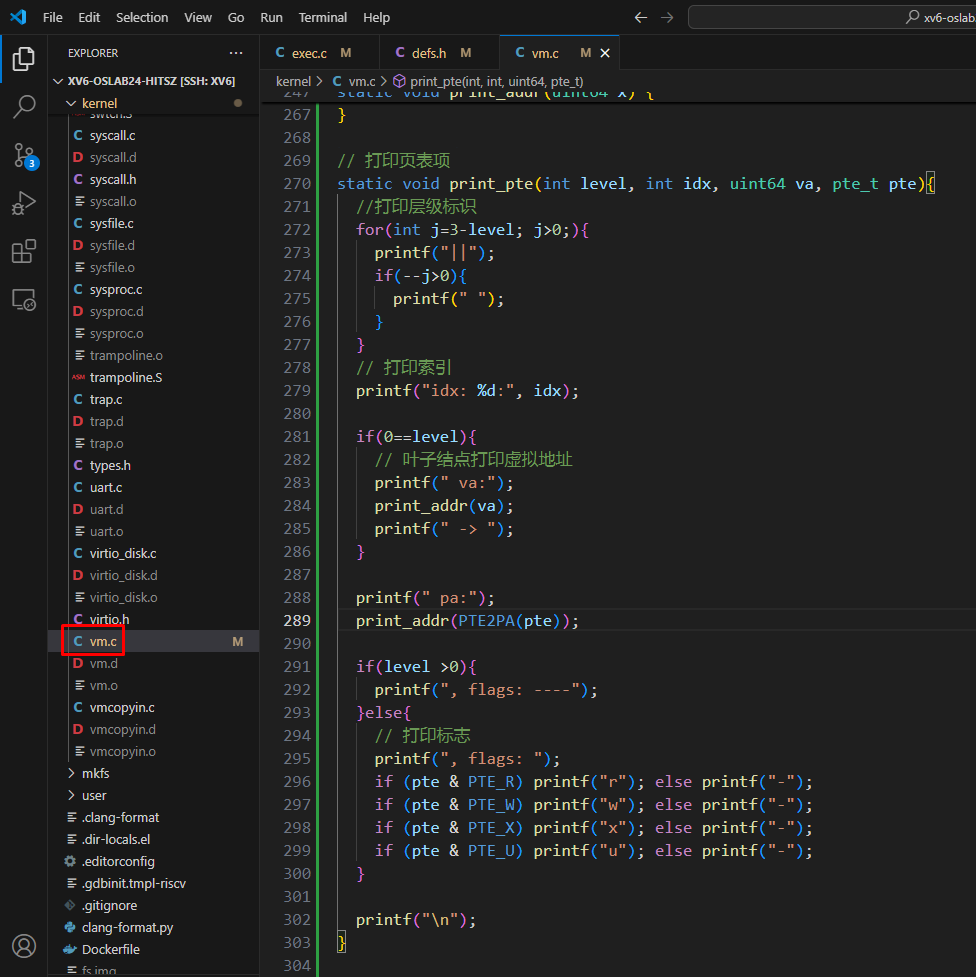 File Edit Selection View Go Run Terminal Help
xv6-oslab
EXPLORER
XV6-OSLAB24-HITSZ [SSH: XV6]
kernel
swtch.S
syscall.c
syscall.d
syscall.h
syscall.o
sysfile.c
sysfile.d
sysfile.o
sysproc.c
sysproc.d
sysproc.o
trampoline.o
trampoline.S
trap.c
trap.d
trap.o
types.h
uart.c
uart.d
uart.o
virtio_disk.c
virtio_disk.d
virtio_disk.o
virtio.h
vm.c M
vm.d
vm.o
vmcopyin.c
vmcopyin.d
vmcopyin.o
mkfs
user
.clang-format
.dir-locals.el
.editorconfig
.gdbinit.tmpl-riscv
.gitignore
clang-format.py
Dockerfile
fs.img
3
C exec.c M
C defs.h M
C vm.c M
kernel > C vm.c > print_pte(int, int, uint64, pte_t)
247 static void print_addr(uint64 x) {
267 }
268
269 // 打印页表项
270 static void print_pte(int level, int idx, uint64 va, pte_t pte){
271 //打印层级标识
272 for(int j=3-level; j>0;){
273 printf("||");
274 if(--j>0){
275 printf(" ");
276 }
277 }
278 // 打印索引
279 printf("idx: %d:", idx);
280
281 if(0==level){
282 // 叶子结点打印虚拟地址
283 printf(" va:");
284 print_addr(va);
285 printf(" -> ");
286 }
287
288 printf(" pa:");
289 print_addr(PTE2PA(pte));
290
291 if(level >0){
292 printf(", flags: ----");
293 }else{
294 // 打印标志
295 printf(", flags: ");
296 if (pte & PTE_R) printf("r"); else printf("-");
297 if (pte & PTE_W) printf("w"); else printf("-");
298 if (pte & PTE_X) printf("x"); else printf("-");
299 if (pte & PTE_U) printf("u"); else printf("-");
300 }
301
302 printf("\n");
303 }
304